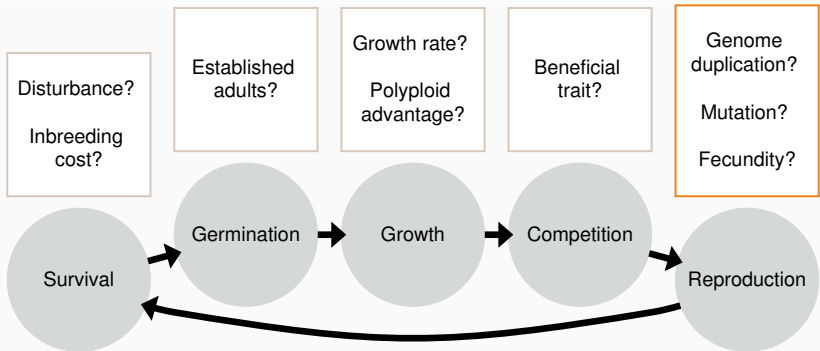 Disturbance?
Inbreeding
cost?
Established
adults?
Growth rate?
Polyploid
advantage?
Beneficial
trait?
Genome
duplication?
Mutation?
Fecundity?
Survival
Germination
Growth
Competition
Reproduction